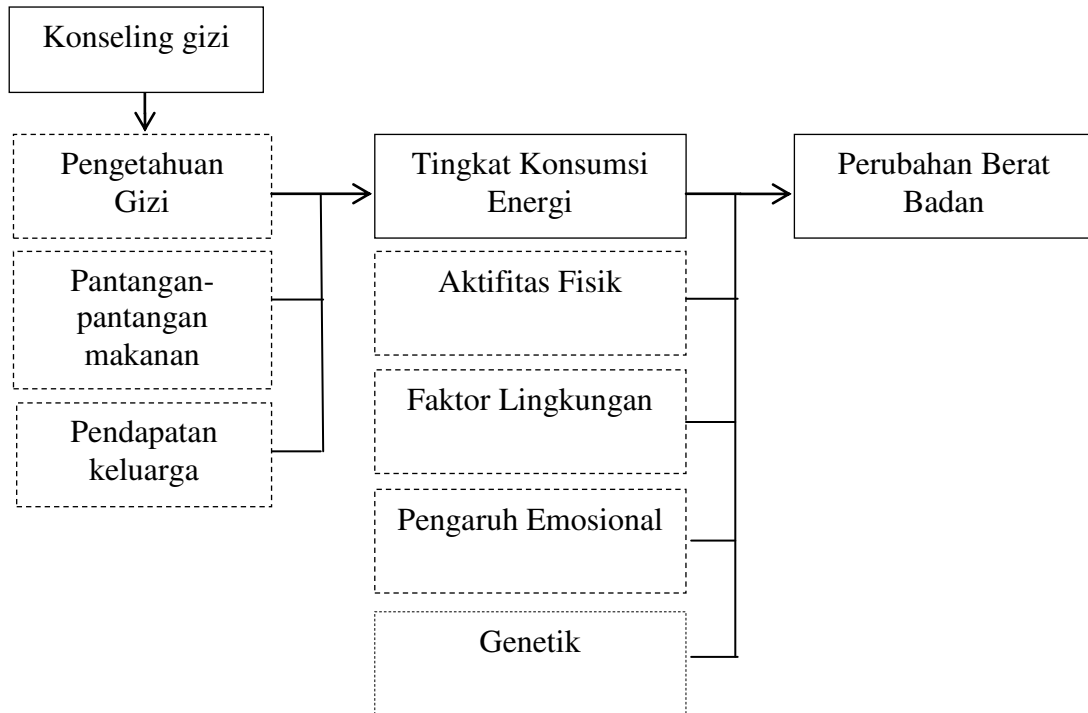 Konseling gizi
Pengetahuan
Gizi
Pantangan-
pantangan
makanan
Pendapatan
keluarga
Tingkat Konsumsi
Energi
Aktifitas Fisik
Faktor Lingkungan
Pengaruh Emosional
Genetik
Perubahan Berat
Badan